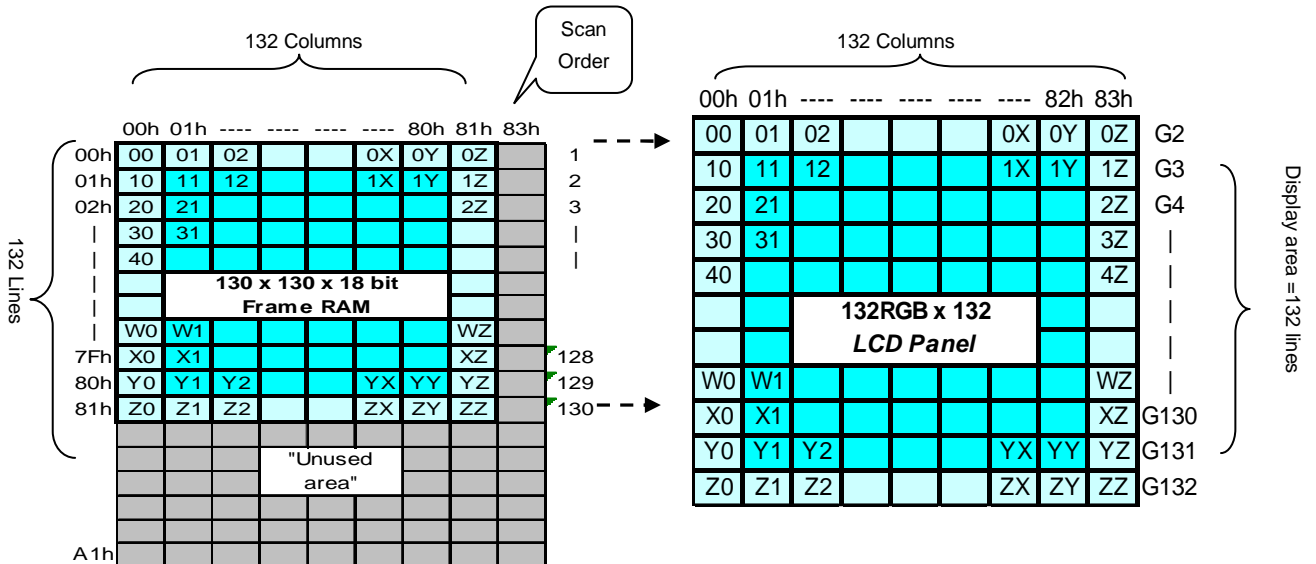 Scan
Order
132 Columns
00h 01h ---- ---- ---- ---- 80h 81h 83h
132 Lines
00h 00 01 02 0X 0Y 0Z 1
01h 10 11 12 1X 1Y 1Z 2
02h 20 21 2Z 3
30 31
40
130 x 130 x 18 bit
Frame RAM
W0 W1 WZ
7Fh X0 X1 XZ 128
80h Y0 Y1 Y2 YX YY YZ 129
81h Z0 Z1 Z2 ZX ZY ZZ 130
"Unused
area"
A1h
132 Columns
00h 01h ---- ---- ---- ---- 82h 83h
00 01 02 0X 0Y 0Z G2
10 11 12 1X 1Y 1Z G3
20 21 2Z G4
30 31 3Z
40 4Z
132RGB x 132
LCD Panel
W0 W1 WZ
X0 X1 XZ G130
Y0 Y1 Y2 YX YY YZ G131
Z0 Z1 Z2 ZX ZY ZZ G132
Display area =132 lines